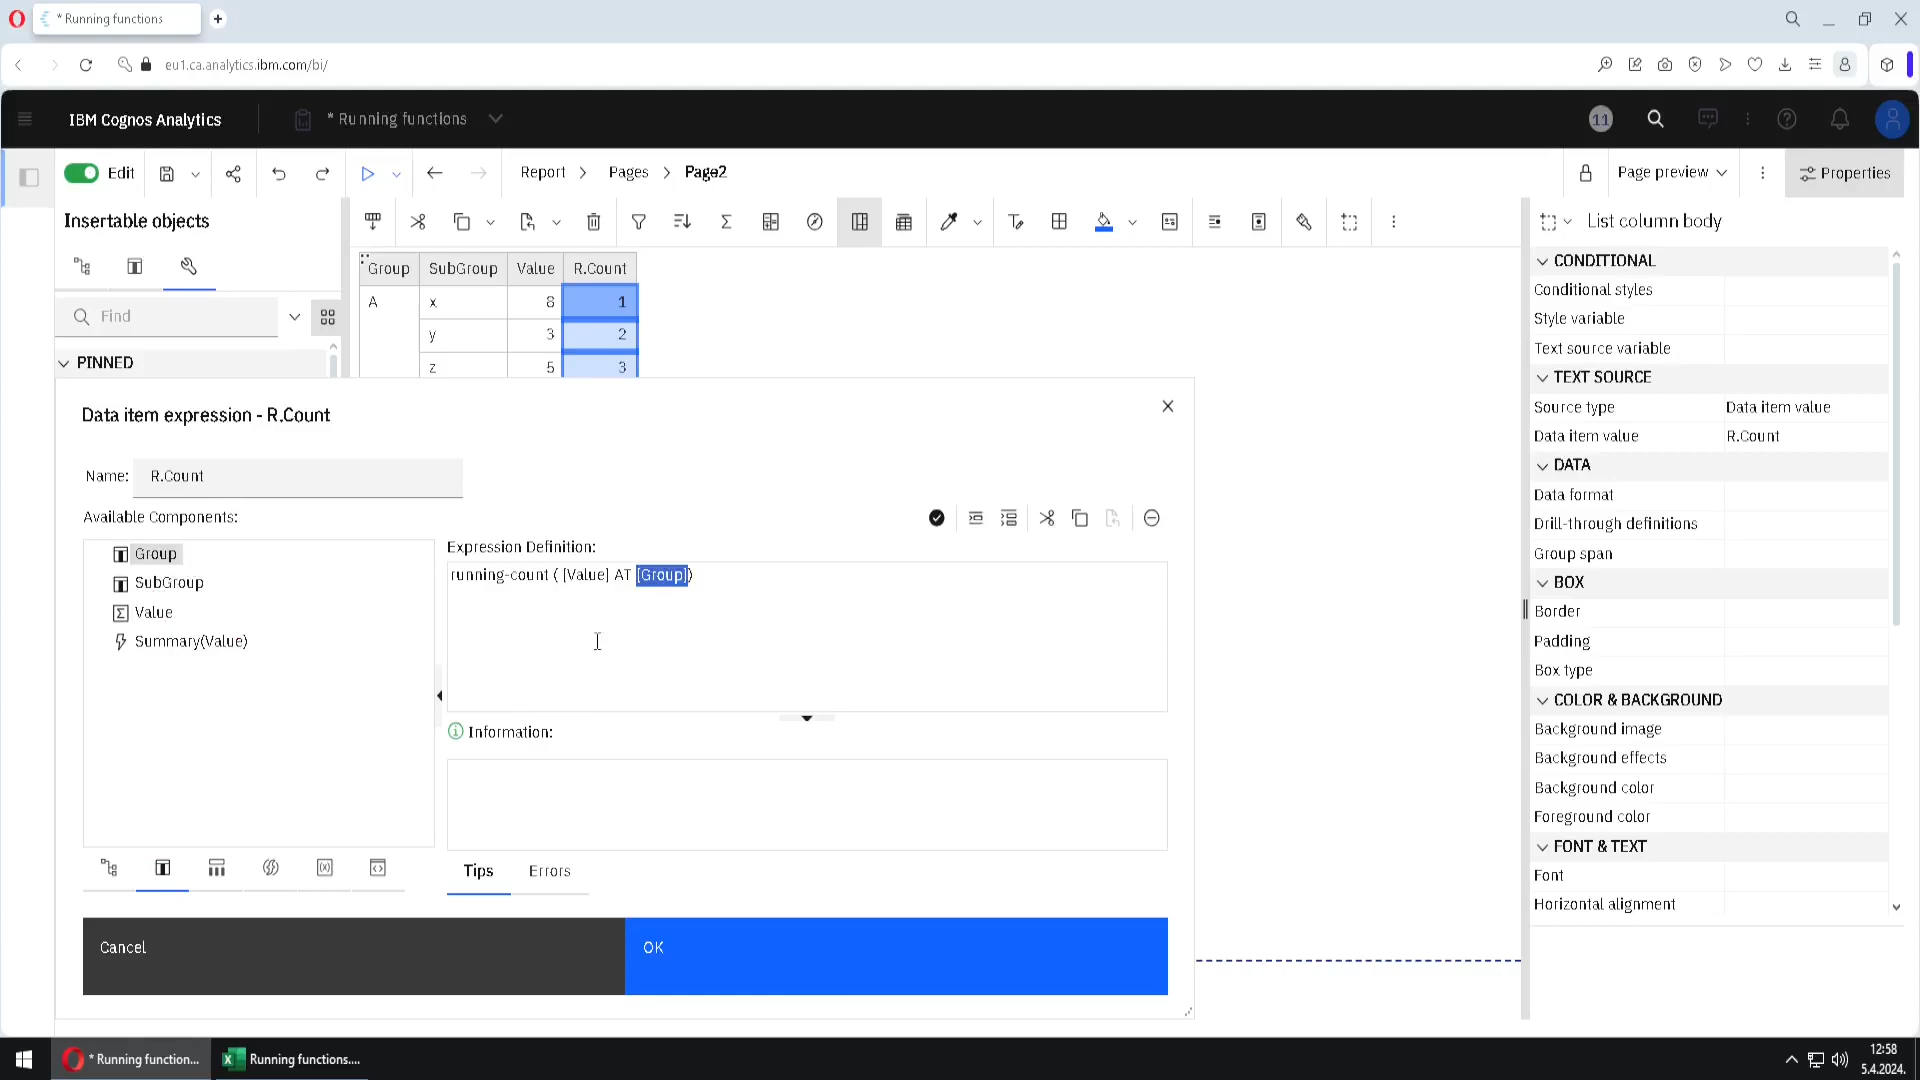 * Running functions
eu1.ca.analytics.ibm.com/bi/
IBM Cognos Analytics
* Running functions
11
Edit
Report
Pages
Page2
Page preview
Properties
Insertable objects
Find
PINNED
Group SubGroup Value R.Count
A x 8 1
y 3 2
z 5 3
List column body
CONDITIONAL
Conditional styles
Style variable
Text source variable
TEXT SOURCE
Source type Data item value
Data item value R.Count
DATA
Data format
Drill-through definitions
Group span
BOX
Border
Padding
Box type
COLOR & BACKGROUND
Background image
Background effects
Background color
Foreground color
FONT & TEXT
Font
Horizontal alignment
Data item expression - R.Count
Name: R.Count
Available Components:
Group
SubGroup
Value
Summary(Value)
Expression Definition:
running-count ( [Value] AT [Group])
Information:
Tips Errors
Cancel
OK
* Running function...
Running functions....
12:58
5.4.2024.